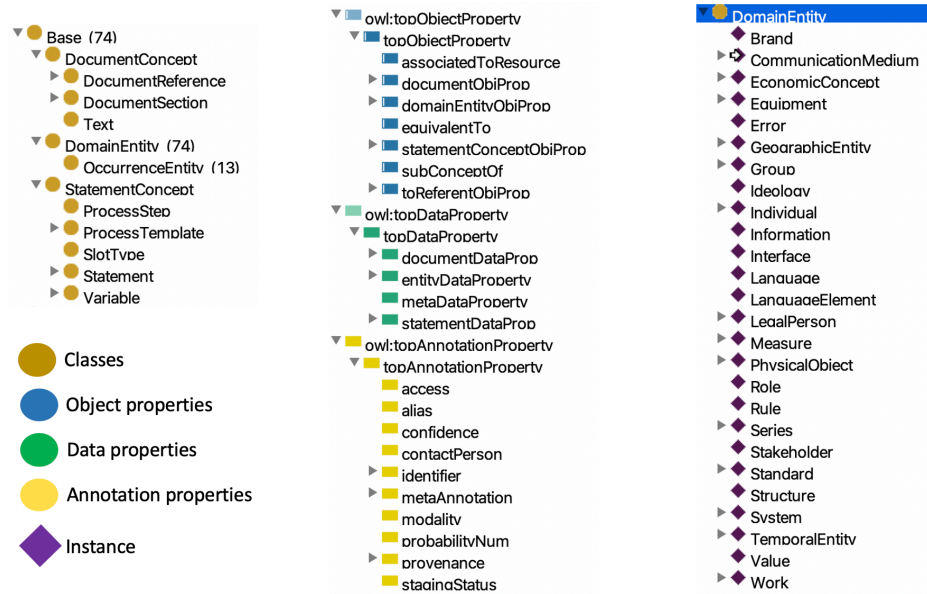 Base (74)
DocumentConcept
DocumentReference
DocumentSection
Text
DomainEntity (74)
OccurrenceEntity (13)
StatementConcept
ProcessStep
ProcessTemplate
SlotType
Statement
Variable
Classes
Object properties
Data properties
Annotation properties
Instance
owl:topObjectProperty
topObjectProperty
associatedToResource
documentObjProp
domainEntityObjProp
equivalentTo
statementConceptObjProp
subConceptOf
toReferentObjProp
owl:topDataProperty
topDataProperty
documentDataProp
entityDataProperty
metaDataProperty
statementDataProp
owl:topAnnotationProperty
topAnnotationProperty
access
alias
confidence
contactPerson
identifier
metaAnnotation
modality
probabilityNum
provenance
stagingStatus
DomainEntity
Brand
CommunicationMedium
EconomicConcept
Equipment
Error
GeographicEntity
Group
Ideology
Individual
Information
Interface
Language
LanguageElement
LegalPerson
Measure
PhysicalObject
Role
Rule
Series
Stakeholder
Standard
Structure
System
TemporalEntity
Value
Work